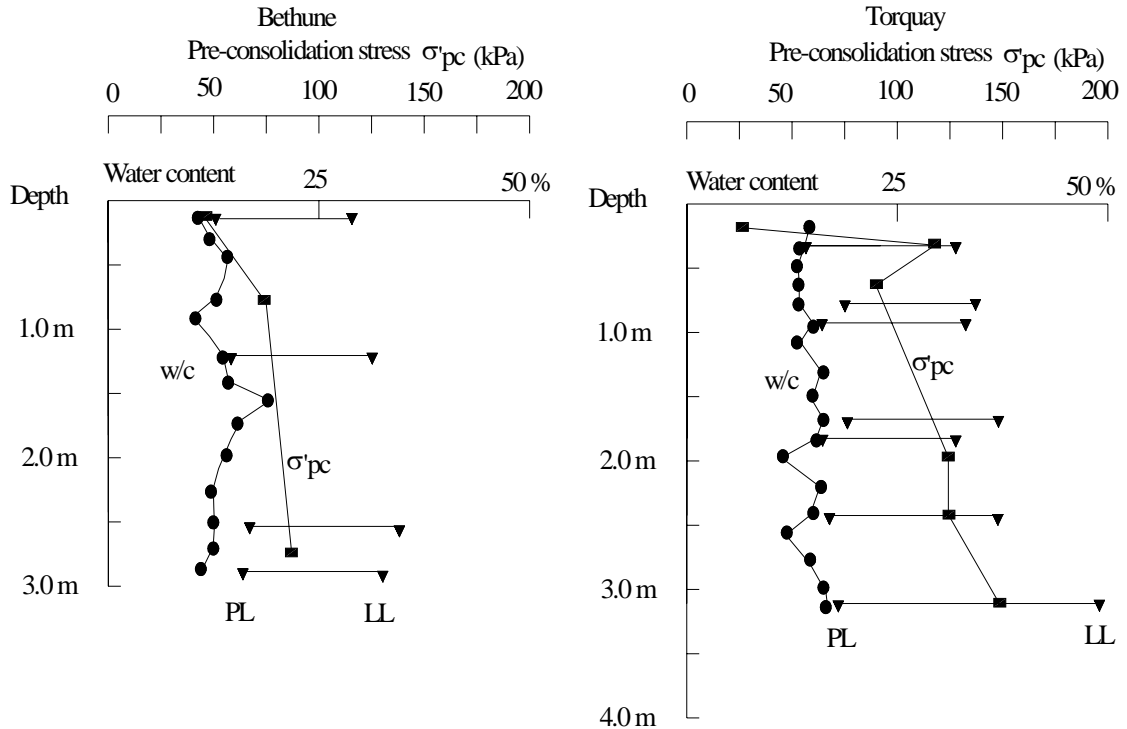 Bethune
Pre-consolidation stress σ'pc (kPa)
0 50 100 150 200
Water content 25 50 %
Depth
1.0 m
w/c
2.0 m
σ'pc
3.0 m
PL LL
Torquay
Pre-consolidation stress σ'pc (kPa)
0 50 100 150 200
Water content 25 50 %
Depth
1.0 m
w/c
σ'pc
2.0 m
3.0 m
PL LL
4.0 m